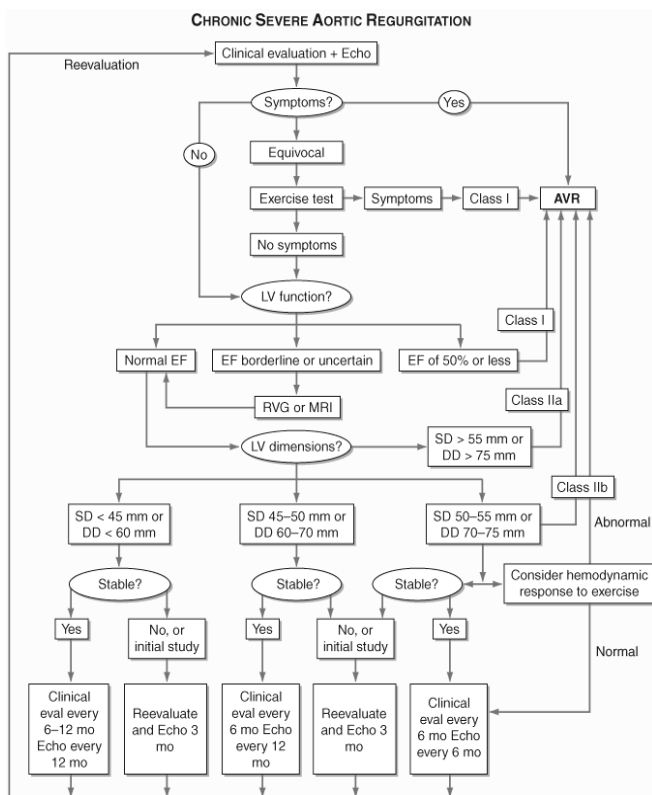 CHRONIC SEVERE AORTIC REGURGITATION
Reevaluation
Clinical evaluation + Echo
Symptoms?
Yes
No
Equivocal
Exercise test
Symptoms
Class I
AVR
No symptoms
LV function?
Class I
Normal EF
EF borderline or uncertain
EF of 50% or less
RVG or MRI
Class IIa
LV dimensions?
SD > 55 mm or
DD > 75 mm
Class IIb
SD < 45 mm or
DD < 60 mm
SD 45–50 mm or
DD 60–70 mm
SD 50–55 mm or
DD 70–75 mm
Abnormal
Stable?
Stable?
Stable?
Consider hemodynamic
response to exercise
Yes
No, or
initial study
Yes
No, or
initial study
Yes
Normal
Clinical
eval every
6–12 mo
Echo every
12 mo
Reevaluate
and Echo 3
mo
Clinical
eval every
6 mo Echo
every 12
mo
Reevaluate
and Echo 3
mo
Clinical
eval every
6 mo Echo
every 6 mo